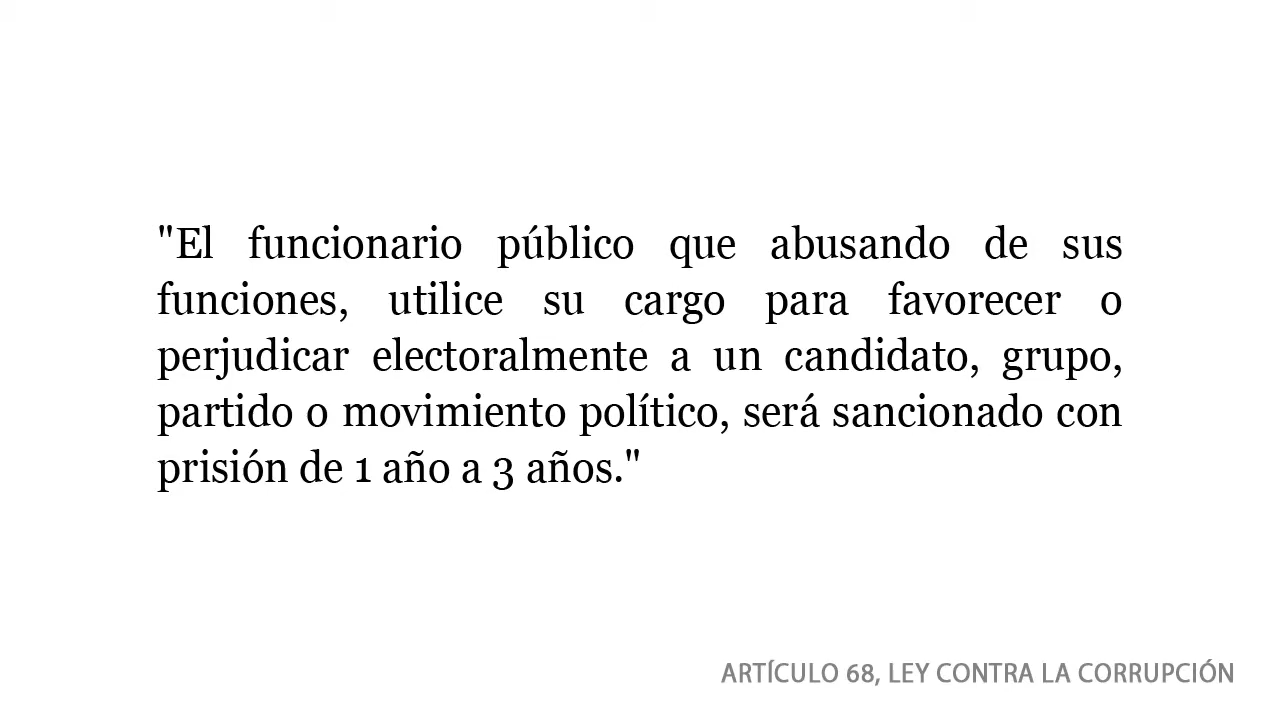 "El funcionario público que abusando de sus
funciones, utilice su cargo para favorecer o
perjudicar electoralmente a un candidato, grupo,
partido o movimiento político, será sancionado con
prisión de 1 año a 3 años."
ARTÍCULO 68, LEY CONTRA LA CORRUPCIÓN